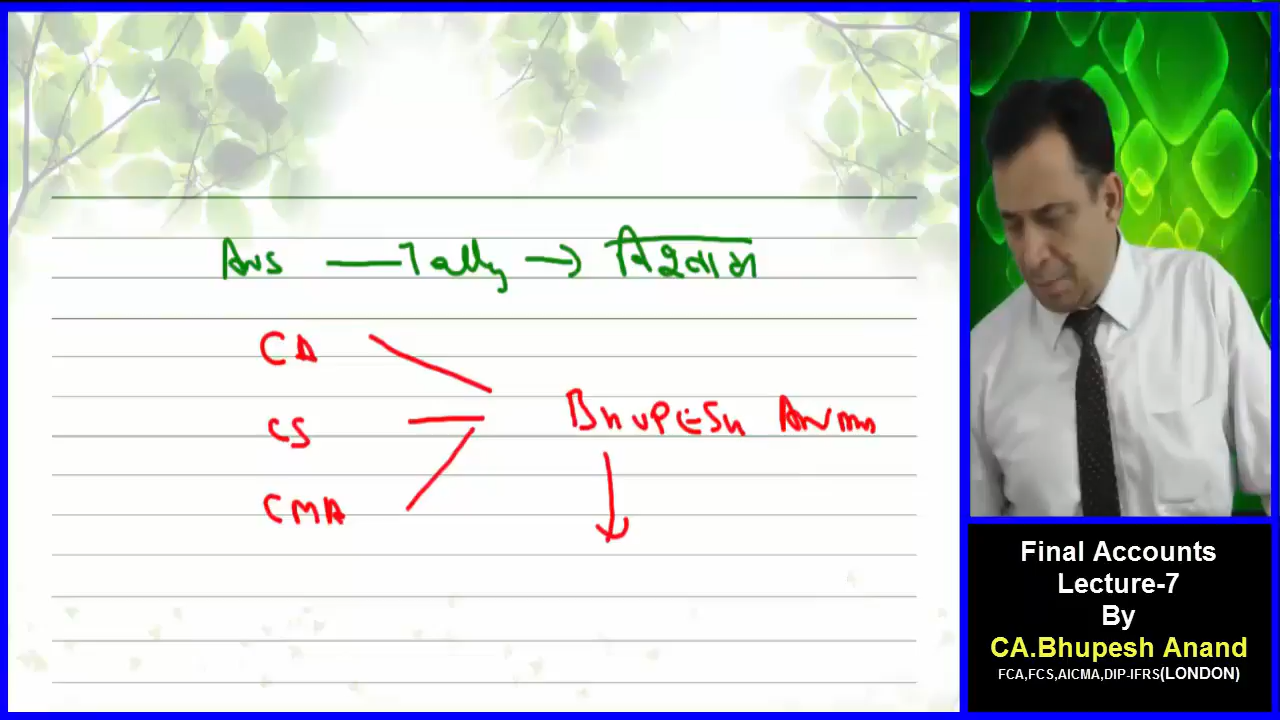 Ans — Tally → विश्वास
CA
CS
CMA
BHUPESH Anand
↓
Final Accounts
Lecture-7
By
CA.Bhupesh Anand
FCA,FCS,AICMA,DIP-IFRS(LONDON)